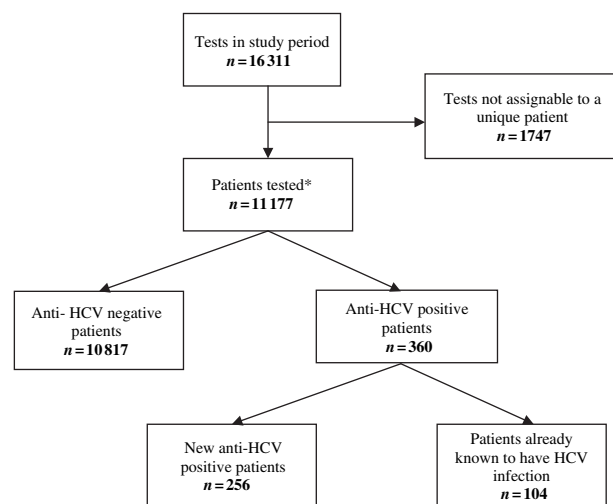 Tests in study period
n = 16 311
Tests not assignable to a
unique patient
n = 1747
Patients tested*
n = 11 177
Anti- HCV negative
patients
n = 10 817
Anti-HCV positive
patients
n = 360
New anti-HCV
positive patients
n = 256
Patients already
known to have HCV
infection
n = 104